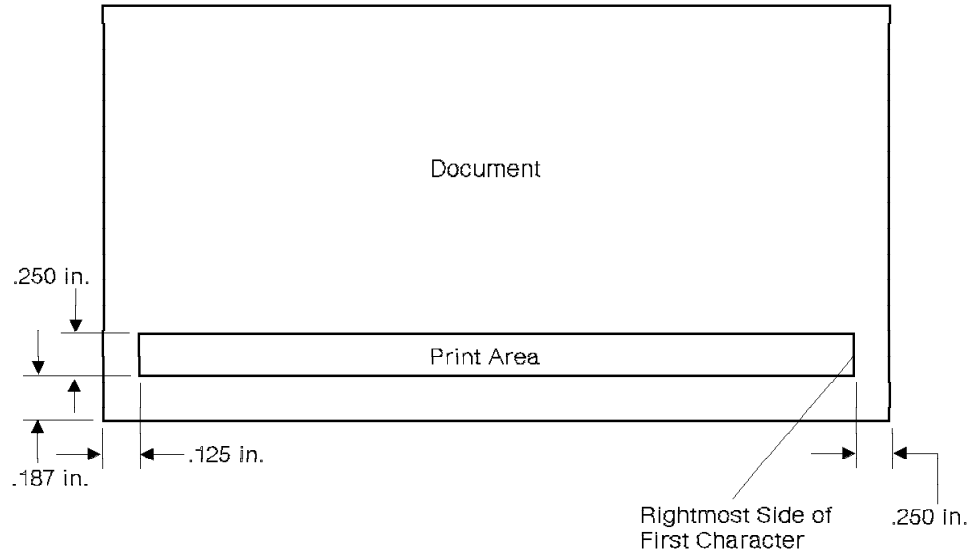 Document
.250 in.
Print Area
.125 in.
.187 in.
Rightmost Side of
First Character
.250 in.